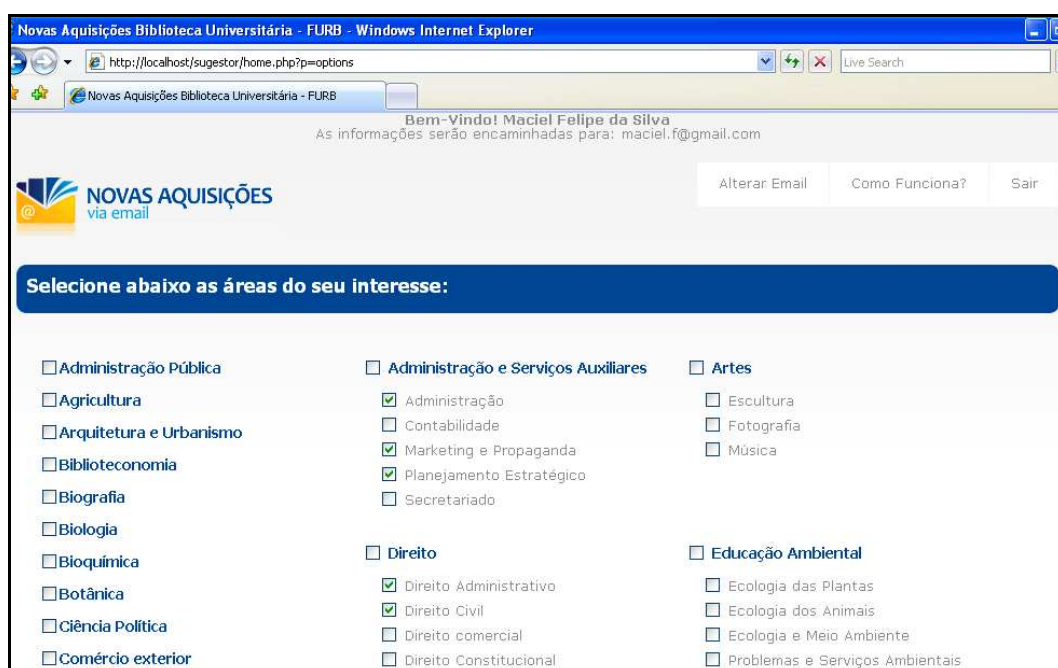 Novas Aquisições Biblioteca Universitária - FURB - Windows Internet Explorer
http://localhost/sugestor/home.php?p=options
Live Search
Novas Aquisições Biblioteca Universitária - FURB
Bem-Vindo! Maciel Felipe da Silva
As informações serão encaminhadas para: maciel.f@gmail.com
Alterar Email Como Funciona? Sair
@ NOVAS AQUISIÇÕES
via email
Selecione abaixo as áreas do seu interesse:
Administração Pública
Agricultura
Arquitetura e Urbanismo
Biblioteconomia
Biografia
Biologia
Bioquímica
Botânica
Ciência Política
Comércio exterior
Administração e Serviços Auxiliares
Administração
Contabilidade
Marketing e Propaganda
Planejamento Estratégico
Secretariado
Direito
Direito Administrativo
Direito Civil
Direito comercial
Direito Constitucional
Artes
Escultura
Fotografia
Música
Educação Ambiental
Ecologia das Plantas
Ecologia dos Animais
Ecologia e Meio Ambiente
Problemas e Serviços Ambientais